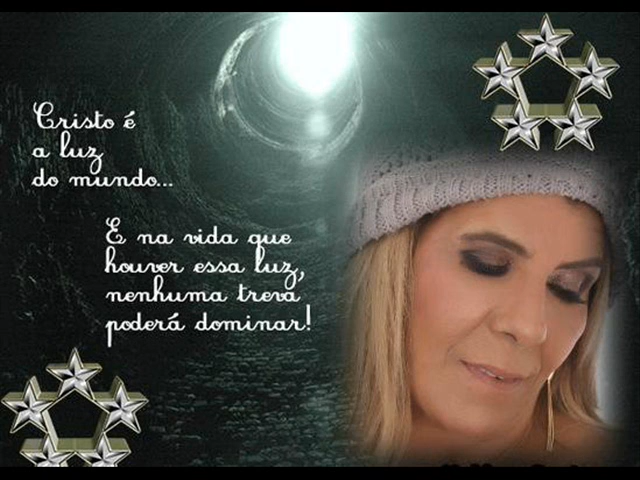 Cristo é
a luz
do mundo...
E na vida que
houver essa luz,
nenhuma treva
poderá dominar!